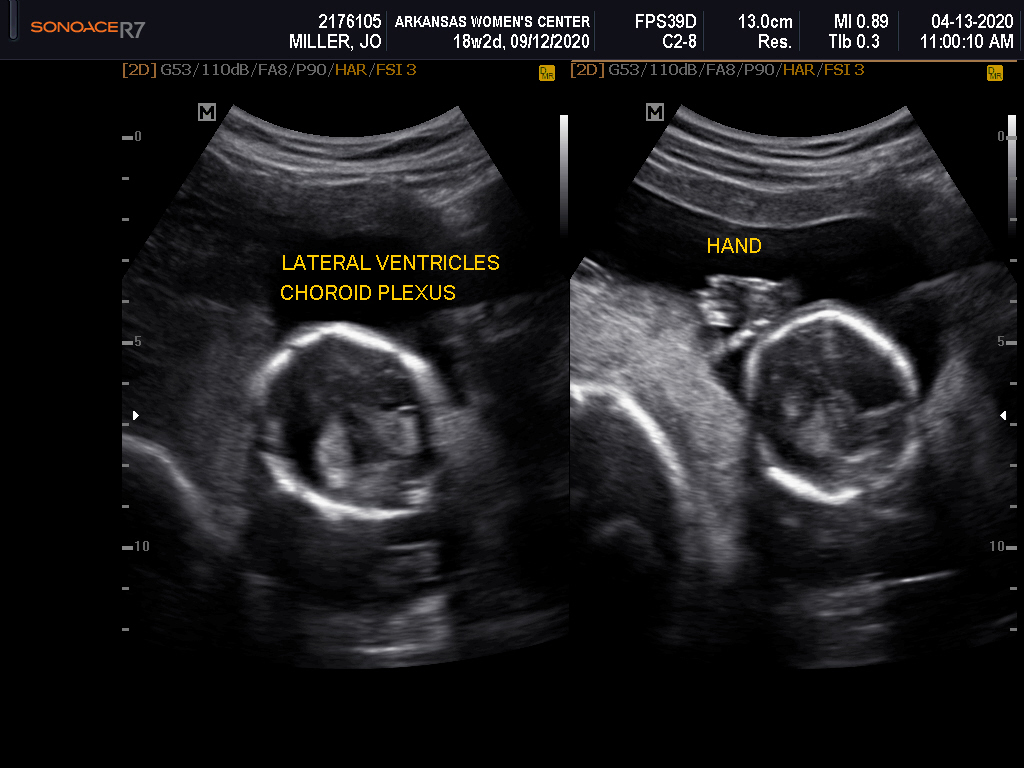 SONOACE R7
2176105
MILLER, JO
ARKANSAS WOMEN'S CENTER
18w2d, 09/12/2020
FPS39D
C2-8
13.0cm
Res.
MI 0.89
TIb 0.3
04-13-2020
11:00:10 AM
[2D] G53/110dB/FA8/P90/HAR/FSI 3
[2D] G53/110dB/FA8/P90/HAR/FSI 3
M
M
0
5
10
LATERAL VENTRICLES
CHOROID PLEXUS
HAND
0
5
10